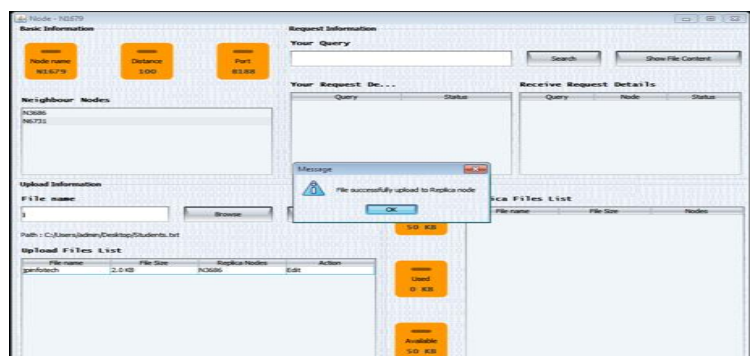 Node - N1679
Basic Information
Node name
N1679
Distance
100
Port
8188
Neighbour Nodes
N3686
N6731
Request Information
Your Query
Search
Show File Content
Your Request De...
Query Status
Receive Request Details
Query Node Status
Message
File successfully upload to Replica node
OK
Upload Information
File name
1
Browse
Path : C:/Users/admin/Desktop/Students.txt
Upload Files List
File name File Size Replica Nodes Action
jpinfotech 2.0 KB N3686 Edit
50 KB
Used
0 KB
Available
50 KB
Files List
File name File Size Nodes